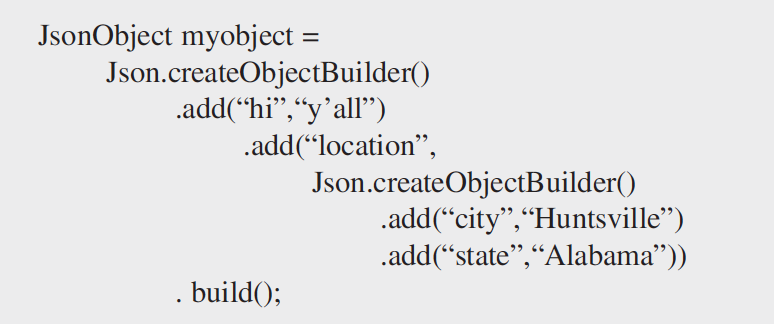 JsonObject myobject =
Json.createObjectBuilder()
.add(“hi”,“y’all”)
.add(“location”,
Json.createObjectBuilder()
.add(“city”,“Huntsville”)
.add(“state”,“Alabama”))
. build();